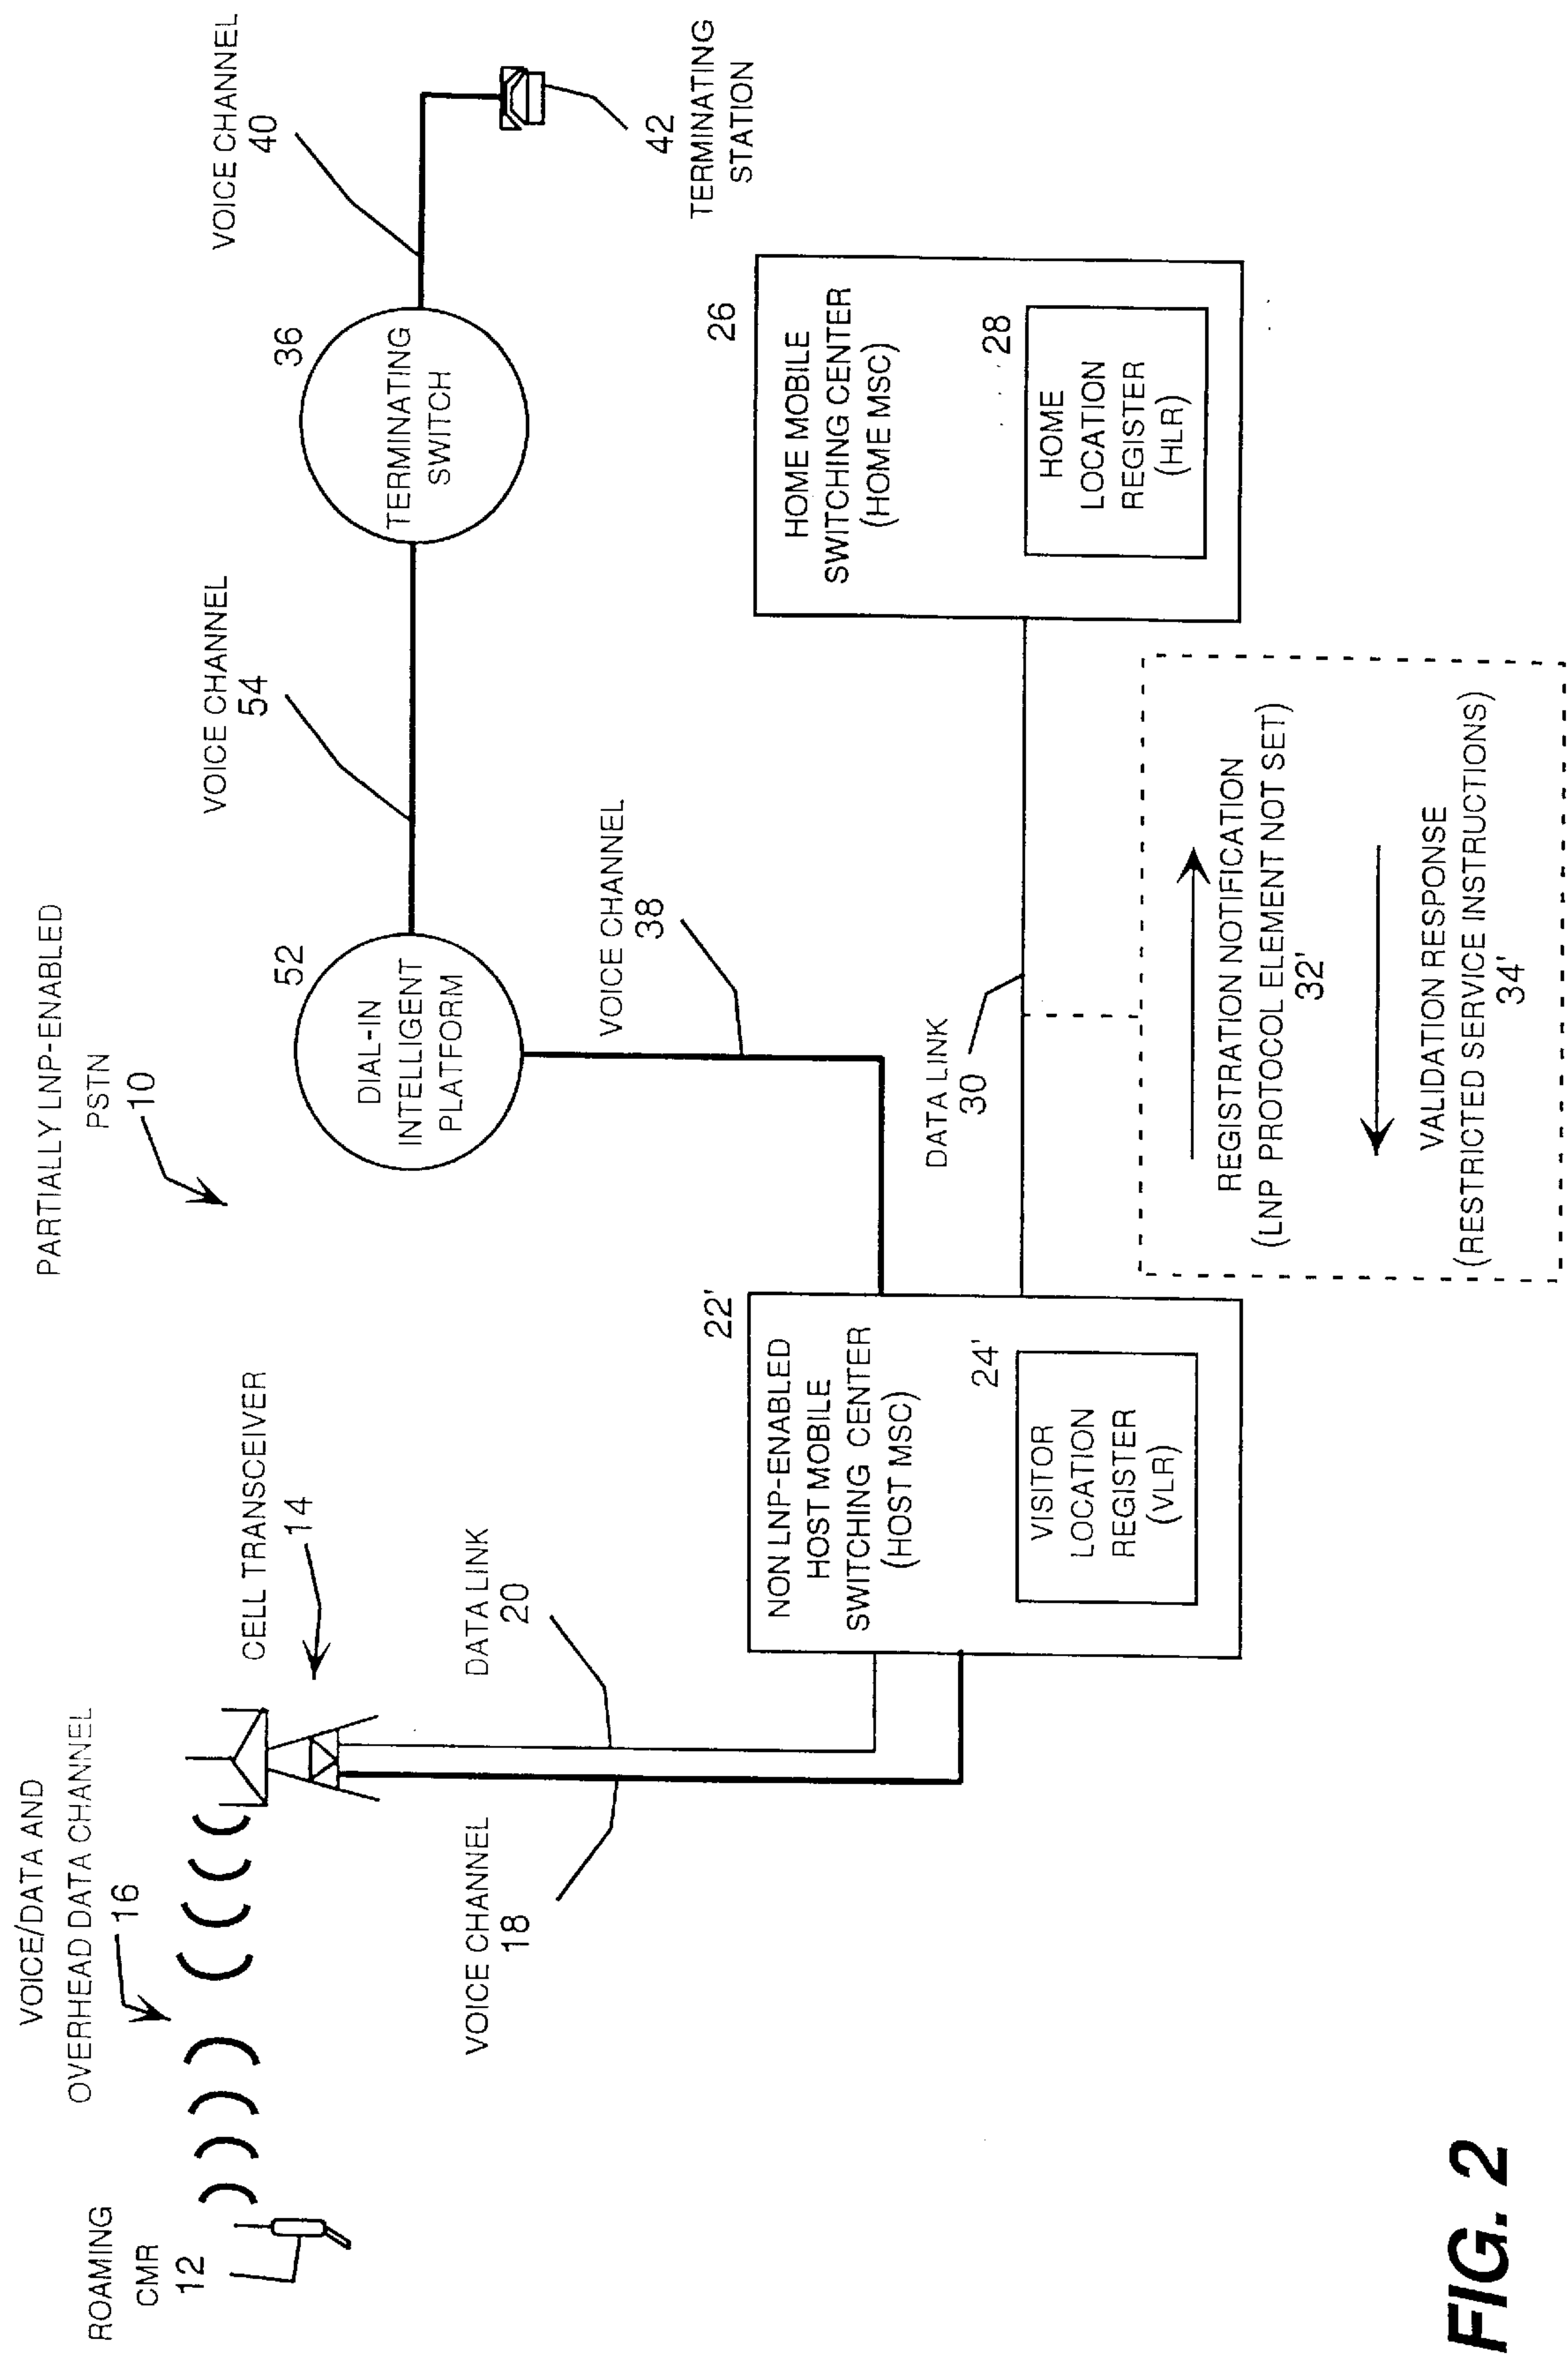 PARTIALLY LNP-ENABLED
PSTN
10
VOICE/DATA AND
OVERHEAD DATA CHANNEL
16
ROAMING
CMR
12
CELL TRANSCEIVER
14
VOICE CHANNEL
18
DATA LINK
20
52
DIAL-IN
INTELLIGENT
PLATFORM
VOICE CHANNEL
54
36
TERMINATING
SWITCH
VOICE CHANNEL
40
42
TERMINATING
STATION
VOICE CHANNEL
38
22'
NON LNP-ENABLED
HOST MOBILE
SWITCHING CENTER
(HOST MSC)
24'
VISITOR
LOCATION
REGISTER
(VLR)
DATA LINK
30
26
HOME MOBILE
SWITCHING CENTER
(HOME MSC)
28
HOME
LOCATION
REGISTER
(HLR)
REGISTRATION NOTIFICATION
(LNP PROTOCOL ELEMENT NOT SET)
32'
VALIDATION RESPONSE
(RESTRICTED SERVICE INSTRUCTIONS)
34'
FIG. 2